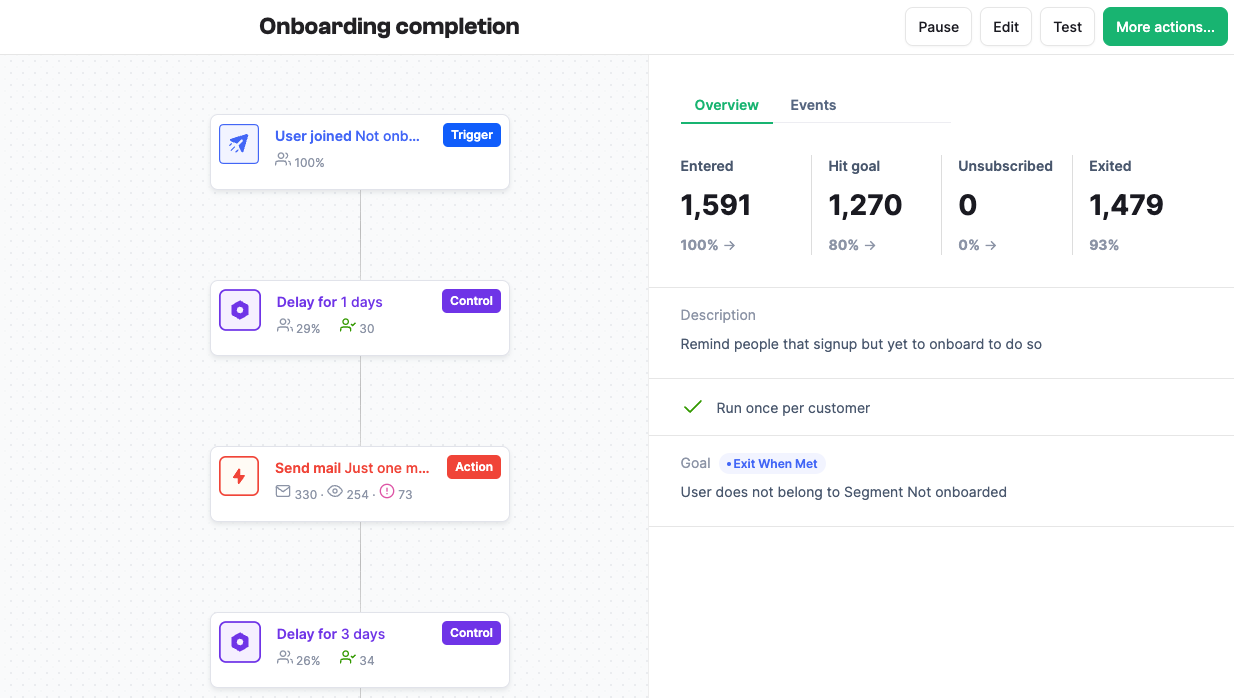 Onboarding completion
Pause
Edit
Test
More actions...
User joined Not onb...
Trigger
100%
Delay for 1 days
Control
29% 30
Send mail Just one m...
Action
330 · 254 · 73
Delay for 3 days
Control
26% 34
Overview
Events
Entered
1,591
100% →
Hit goal
1,270
80% →
Unsubscribed
0
0% →
Exited
1,479
93%
Description
Remind people that signup but yet to onboard to do so
Run once per customer
Goal • Exit When Met
User does not belong to Segment Not onboarded